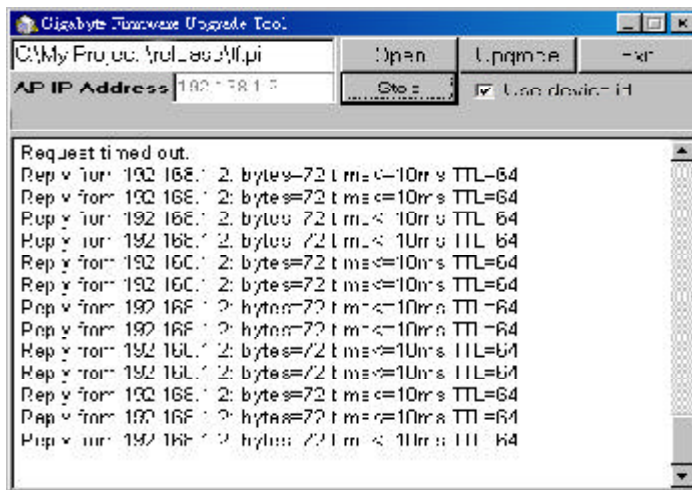 Gigabyte Firmware Upgrade Tool
Open Upgrade Exit
AP IP Address 192.168.1.2
Stop Use device id
Request timed out.
Reply from 192.168.1.2: bytes=72 time<=10ms TTL=64
Reply from 192.168.1.2: bytes=72 time<=10ms TTL=64
Reply from 192.168.1.2: bytes=72 time<=10ms TTL=64
Reply from 192.168.1.2: bytes=72 time<=10ms TTL=64
Reply from 192.168.1.2: bytes=72 time<=10ms TTL=64
Reply from 192.168.1.2: bytes=72 time<=10ms TTL=64
Reply from 192.168.1.2: bytes=72 time<=10ms TTL=64
Reply from 192.168.1.2: bytes=72 time<=10ms TTL=64
Reply from 192.168.1.2: bytes=72 time<=10ms TTL=64
Reply from 192.168.1.2: bytes=72 time<=10ms TTL=64
Reply from 192.168.1.2: bytes=72 time<=10ms TTL=64
Reply from 192.168.1.2: bytes=72 time<=10ms TTL=64
Reply from 192.168.1.2: bytes=72 time<=10ms TTL=64